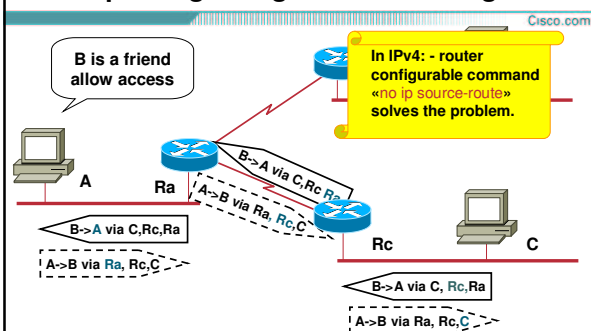 Cisco.com
B is a friend
allow access
In IPv4: - router
configurable command
«no ip source-route»
solves the problem.
A
Ra
B->A via C,Rc Ra
A->B via Ra, Rc,C
B->A via C,Rc,Ra
A->B via Ra, Rc,C
Rc
C
B->A via C, Rc,Ra
A->B via Ra, Rc,C